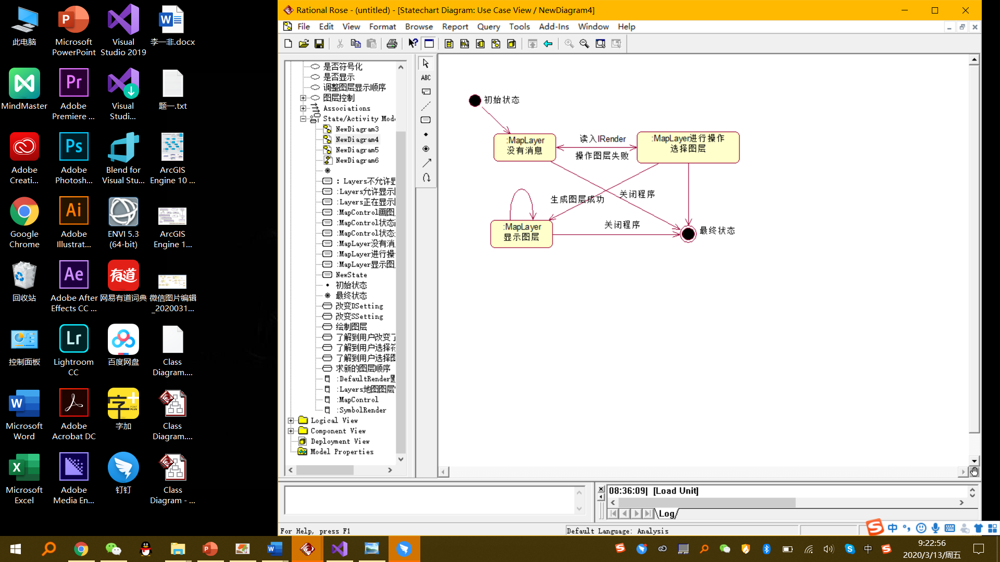 此电脑
Microsoft
PowerPoint
Visual
Studio 2019
李一非.docx
MindMaster
Adobe
Premiere ...
Visual
Studi...
题一.txt
Adobe
Creati...
Adobe
Photosh...
Blend for
Visual Stu...
ArcGIS
Engine 10 ...
Google
Chrome
Adobe
Illustrat...
ENVI 5.3
(64-bit)
ArcGIS
Engine 1...
回收站
Adobe After
Effects CC ...
网易有道词典
微信图片编辑
_2020031...
控制面板
Lightroom
CC
百度网盘
Class
Diagram....
Microsoft
Word
Adobe
Acrobat DC
字加
Class
Diagram....
Microsoft
Excel
Adobe
Media En...
钉钉
Class
Diagram - ...
Rational Rose - (untitled) - [Statechart Diagram: Use Case View / NewDiagram4]
File Edit View Format Browse Report Query Tools Add-Ins Window Help
是否符号化
是否显示
调整图层显示顺序
图层控制
Associations
State/Activity Mod
NewDiagram3
NewDiagram4
NewDiagram5
NewDiagram6
: Layers不允许显
:Layers允许显示
:Layers正在显示
:MapControl画图
:MapControl状态
:MapControl状态
:MapLayer没有消
:MapLayer进行操
:MapLayer显示图
NewState
初始状态
最终状态
改变DSetting
改变SSetting
绘制图层
了解到用户改变了
了解到用户选择符
了解到用户选择图
求新的图层顺序
:DefaultRender
:Layers地图图层
:MapControl
:SymbolRender
Logical View
Component View
Deployment View
Model Properties
ABC
初始状态
:MapLayer
没有消息
读入IRender
操作图层失败
:MapLayer进行操作
选择图层
生成图层成功
关闭程序
:MapLayer
显示图层
关闭程序
最终状态
08:36:09| [Load Unit]
Log
For Help, press F1
Default Language: Analysis
中
中
9:22:56
2020/3/13/周五